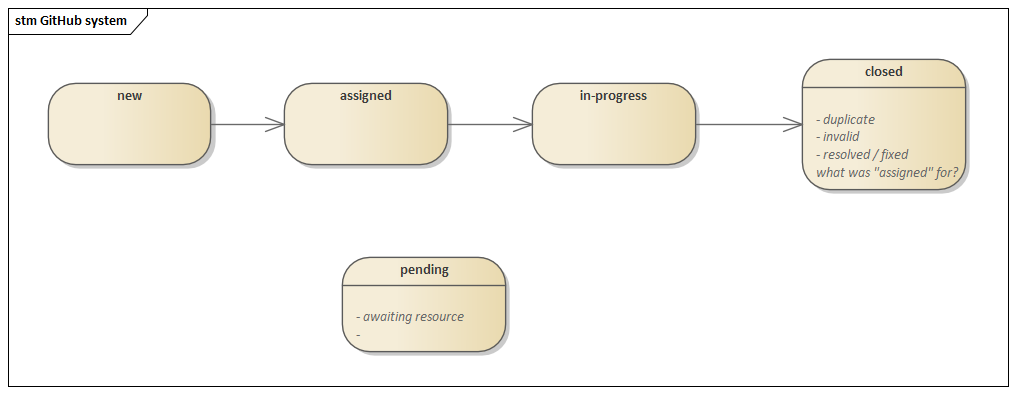 stm GitHub system
new
assigned
in-progress
closed
- duplicate
- invalid
- resolved / fixed
what was "assigned" for?
pending
- awaiting resource
-